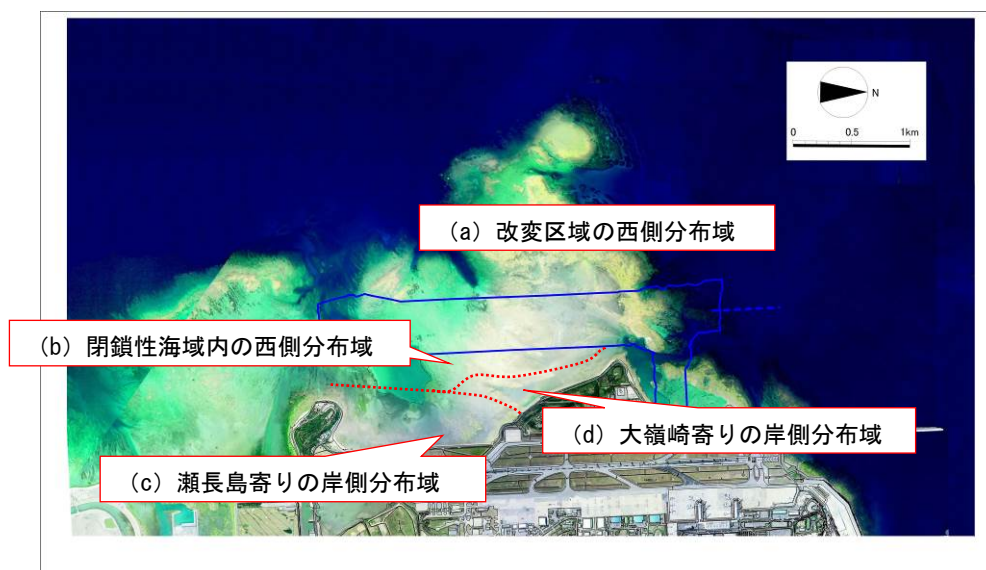 N
0 0.5 1km
(a) 改変区域の西側分布域
(b) 閉鎖性海域内の西側分布域
(d) 大嶺崎寄りの岸側分布域
(c) 瀬長島寄りの岸側分布域